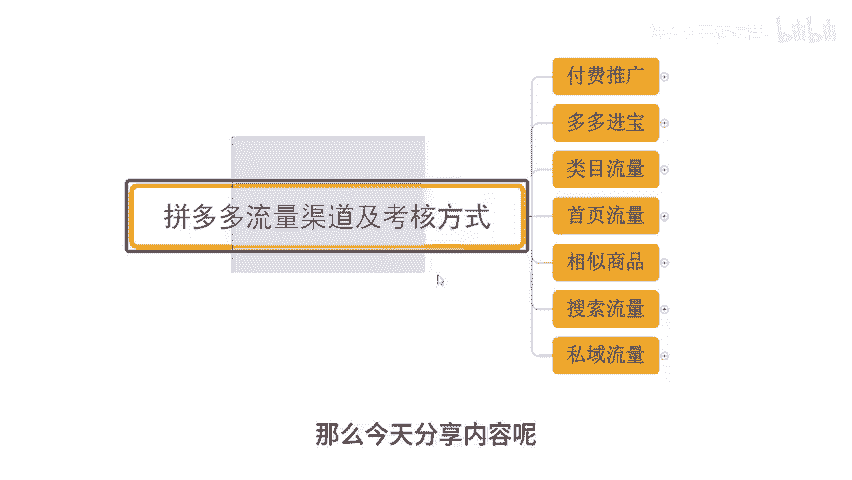 bilibili
付费推广
多多进宝
类目流量
首页流量
拼多多流量渠道及考核方式
相似商品
搜索流量
私域流量
那么今天分享内容呢